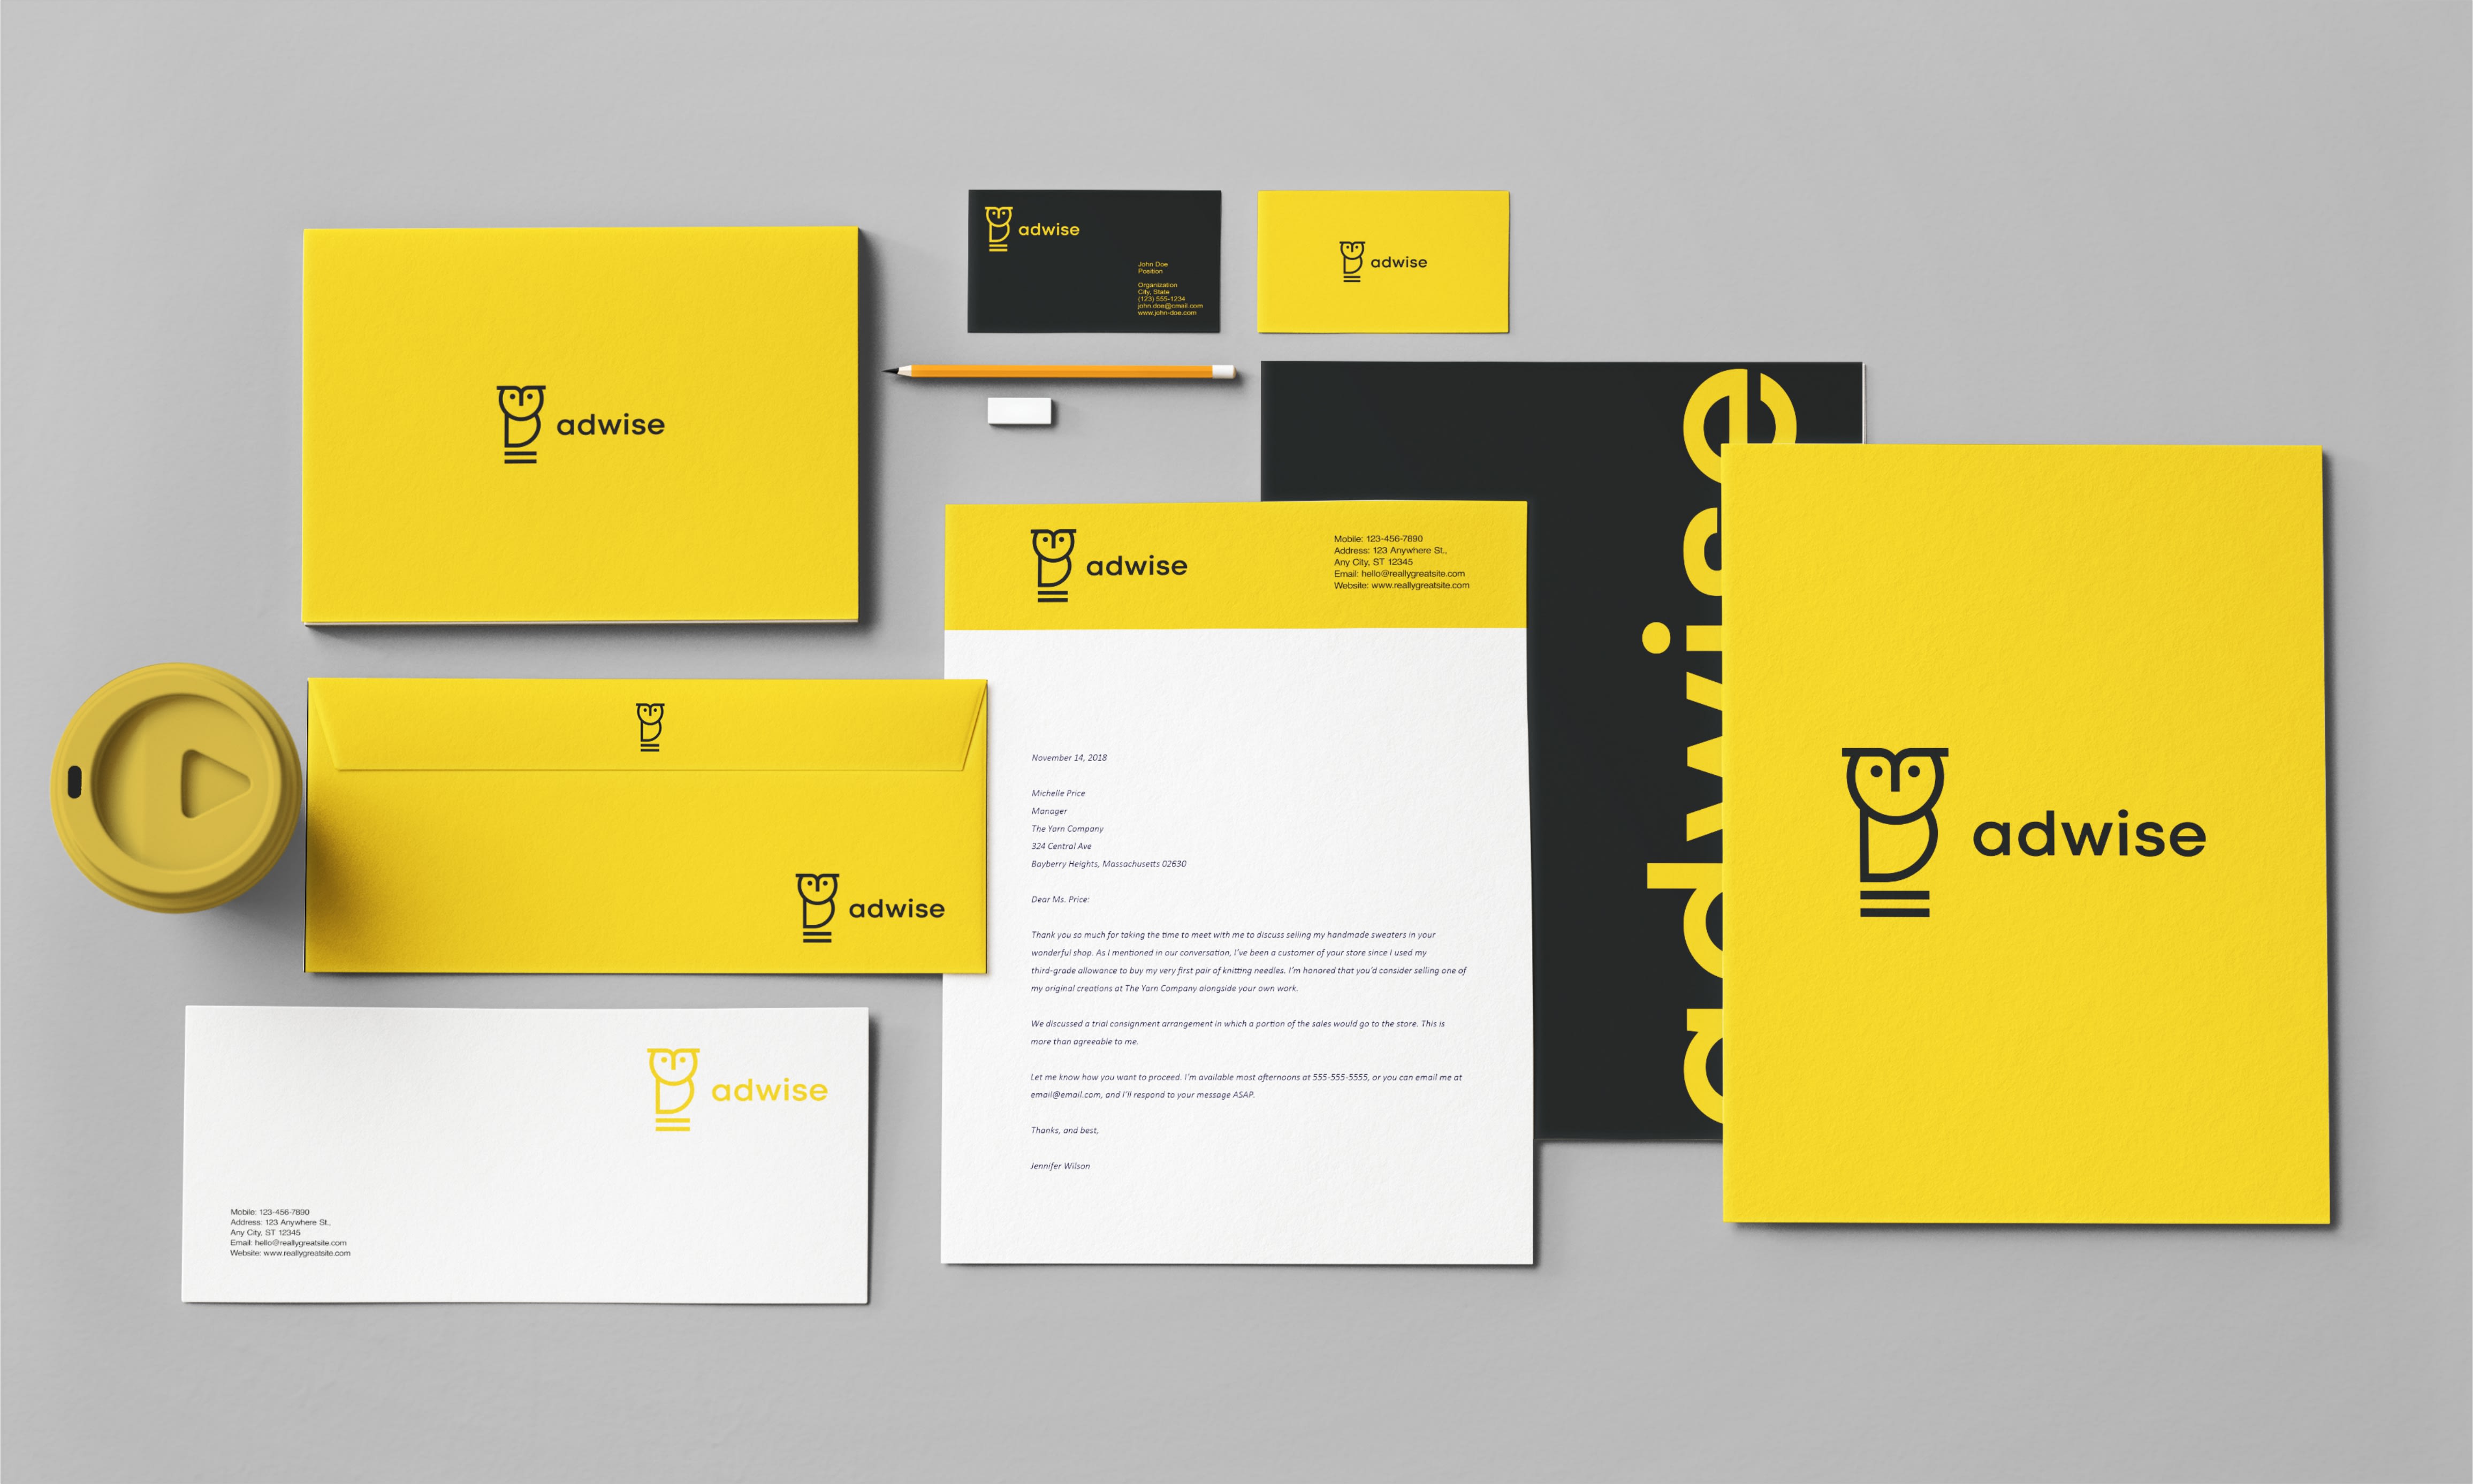 adwise
John Doe
Position
Organization
City, State
(123) 555-1234
john.doe@cmail.com
www.john-doe.com
adwise
adwise
adwise
adwise
Mobile: 123-456-7890
Address: 123 Anywhere St.,
Any City, ST 12345
Email: hello@reallygreatsite.com
Website: www.reallygreatsite.com
November 14, 2018
Michelle Price
Manager
The Yarn Company
324 Central Ave
Bayberry Heights, Massachusetts 02630
Dear Ms. Price:
Thank you so much for taking the time to meet with me to discuss selling my handmade sweaters in your
wonderful shop. As I mentioned in our conversation, I've been a customer of your store since I used my
third-grade allowance to buy my very first pair of knitting needles. I'm honored that you'd consider selling one of
my original creations at The Yarn Company alongside your own work.
We discussed a trial consignment arrangement in which a portion of the sales would go to the store. This is
more than agreeable to me.
Let me know how you want to proceed. I'm available most afternoons at 555-555-5555, or you can email me at
email@email.com, and I'll respond to your message ASAP.
Thanks, and best,
Jennifer Wilson
adwise
adwise
adwise
Mobile: 123-456-7890
Address: 123 Anywhere St.,
Any City, ST 12345
Email: hello@reallygreatsite.com
Website: www.reallygreatsite.com